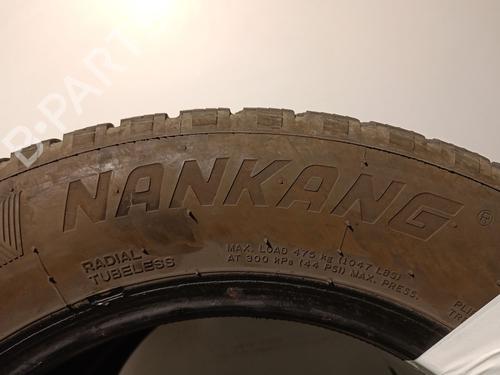 B-PARTS
NANKANG®
RADIAL
TUBELESS
MAX. LOAD 475 kg (1047 LBS)
AT 300 kPa (44 PSI) MAX. PRESS.